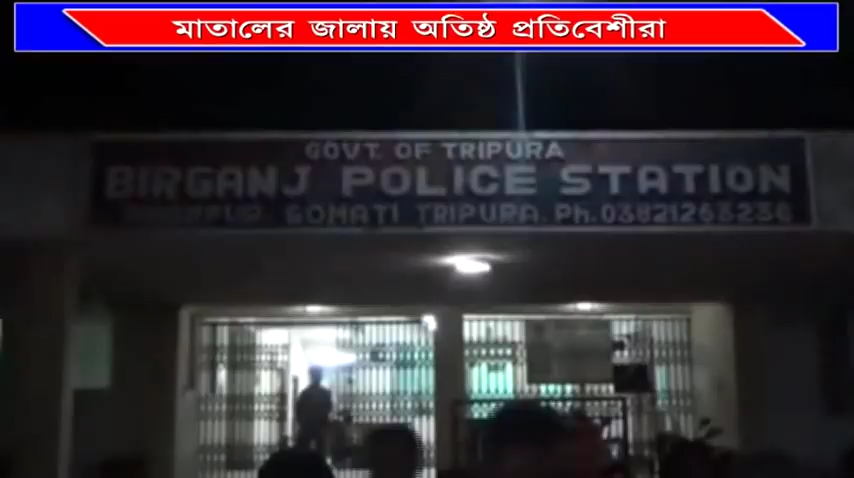 মাতালের জালায় অতিষ্ঠ প্রতিবেশীরা
GOVT. OF TRIPURA
BIRGANJ POLICE STATION
GOMATI TRIPURA. Ph. 03821263236